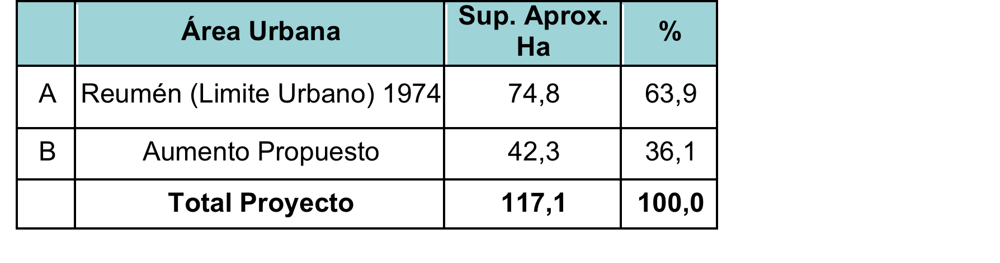 Área Urbana Sup. Aprox. Ha %
A Reumén (Limite Urbano) 1974 74,8 63,9
B Aumento Propuesto 42,3 36,1
Total Proyecto 117,1 100,0